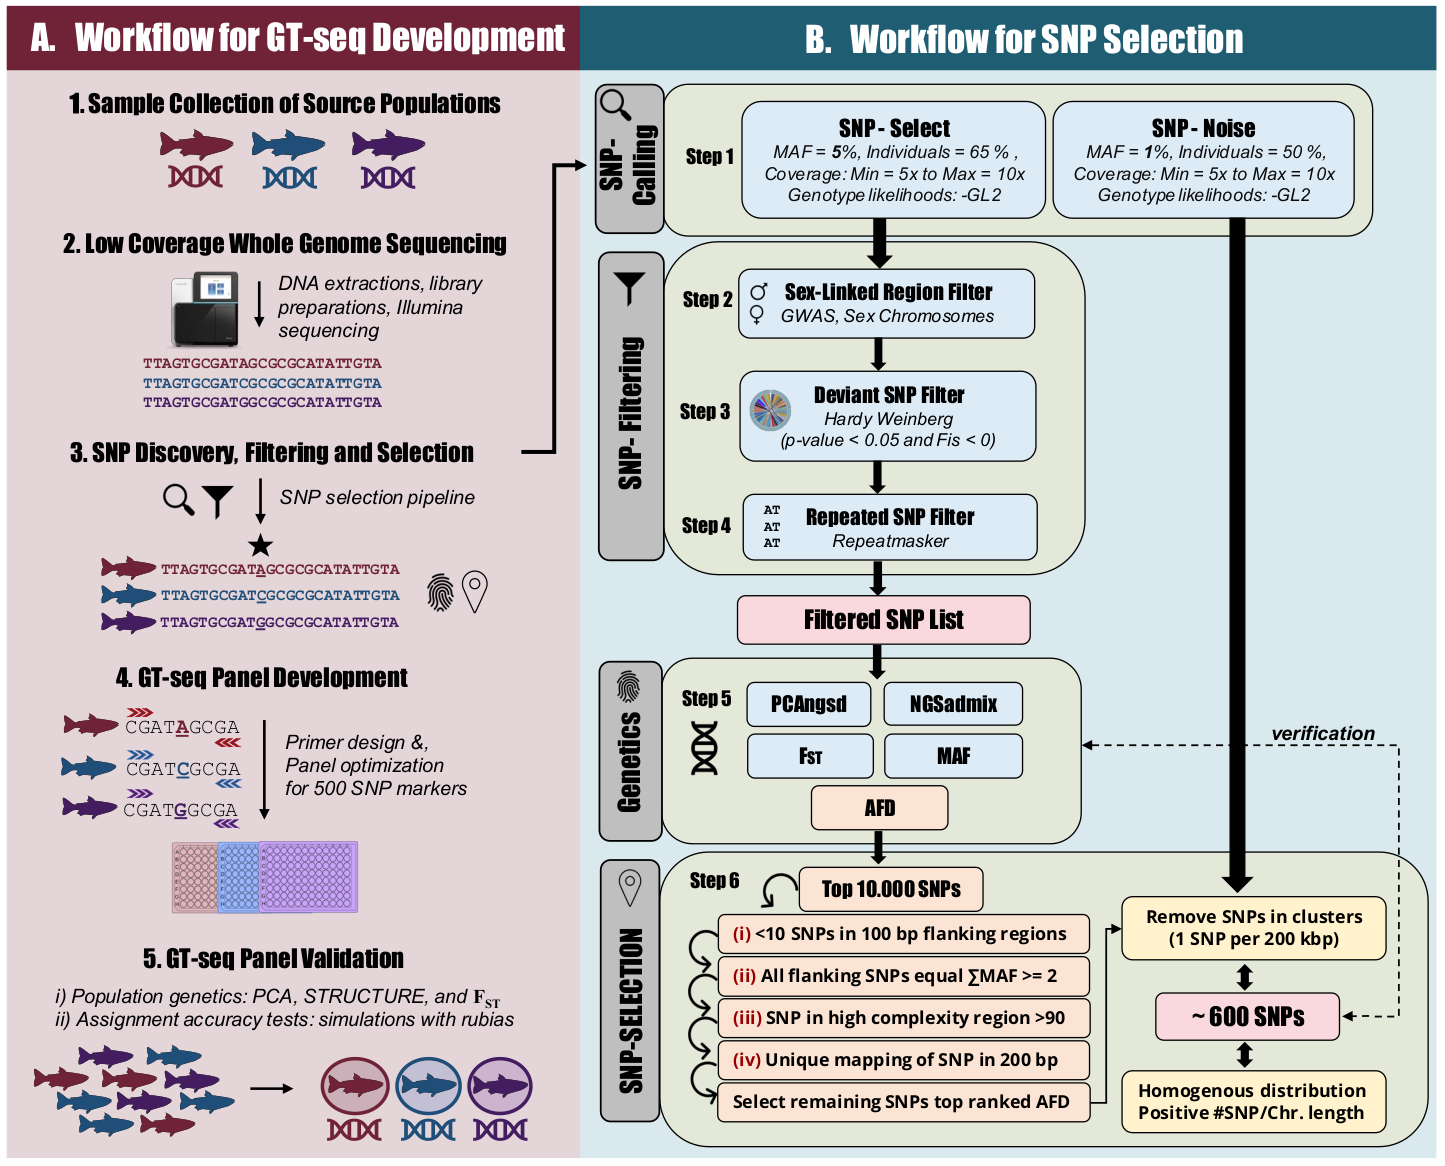 A. Workflow for GT-seq Development
1. Sample Collection of Source Populations
2. Low Coverage Whole Genome Sequencing
DNA extractions, library
preparations, Illumina
sequencing
TTAGTGCGATAGCGCGCATATTGTA
TTAGTGCGATCGCGCGCATATTGTA
TTAGTGCGATGGCGCGCATATTGTA
3. SNP Discovery, Filtering and Selection
SNP selection pipeline
TTAGTGCGATAGCGCGCATATTGTA
TTAGTGCGATCGCGCGCATATTGTA
TTAGTGCGATGGCGCGCATATTGTA
4. GT-seq Panel Development
CGATAGCGA
CGATCGCGA
CGATGGCGA
Primer design &,
Panel optimization
for 500 SNP markers
5. GT-seq Panel Validation
i) Population genetics: PCA, STRUCTURE, and FST
ii) Assignment accuracy tests: simulations with rubias
B. Workflow for SNP Selection
SNP-
Calling
Step 1
SNP - Select
MAF = 5%, Individuals = 65 % ,
Coverage: Min = 5x to Max = 10x
Genotype likelihoods: -GL2
SNP - Noise
MAF = 1%, Individuals = 50 %,
Coverage: Min = 5x to Max = 10x
Genotype likelihoods: -GL2
SNP- Filtering
Step 2
Sex-Linked Region Filter
GWAS, Sex Chromosomes
Step 3
Deviant SNP Filter
Hardy Weinberg
(p-value < 0.05 and Fis < 0)
Step 4
AT
AT
AT
Repeated SNP Filter
Repeatmasker
Filtered SNP List
Genetics
Step 5
PCAngsd
NGSadmix
FST
MAF
AFD
verification
SNP-SELECTION
Step 6
Top 10.000 SNPs
(i) <10 SNPs in 100 bp flanking regions
(ii) All flanking SNPs equal ∑MAF >= 2
(iii) SNP in high complexity region >90
(iv) Unique mapping of SNP in 200 bp
Select remaining SNPs top ranked AFD
Remove SNPs in clusters
(1 SNP per 200 kbp)
~ 600 SNPs
Homogenous distribution
Positive #SNP/Chr. length